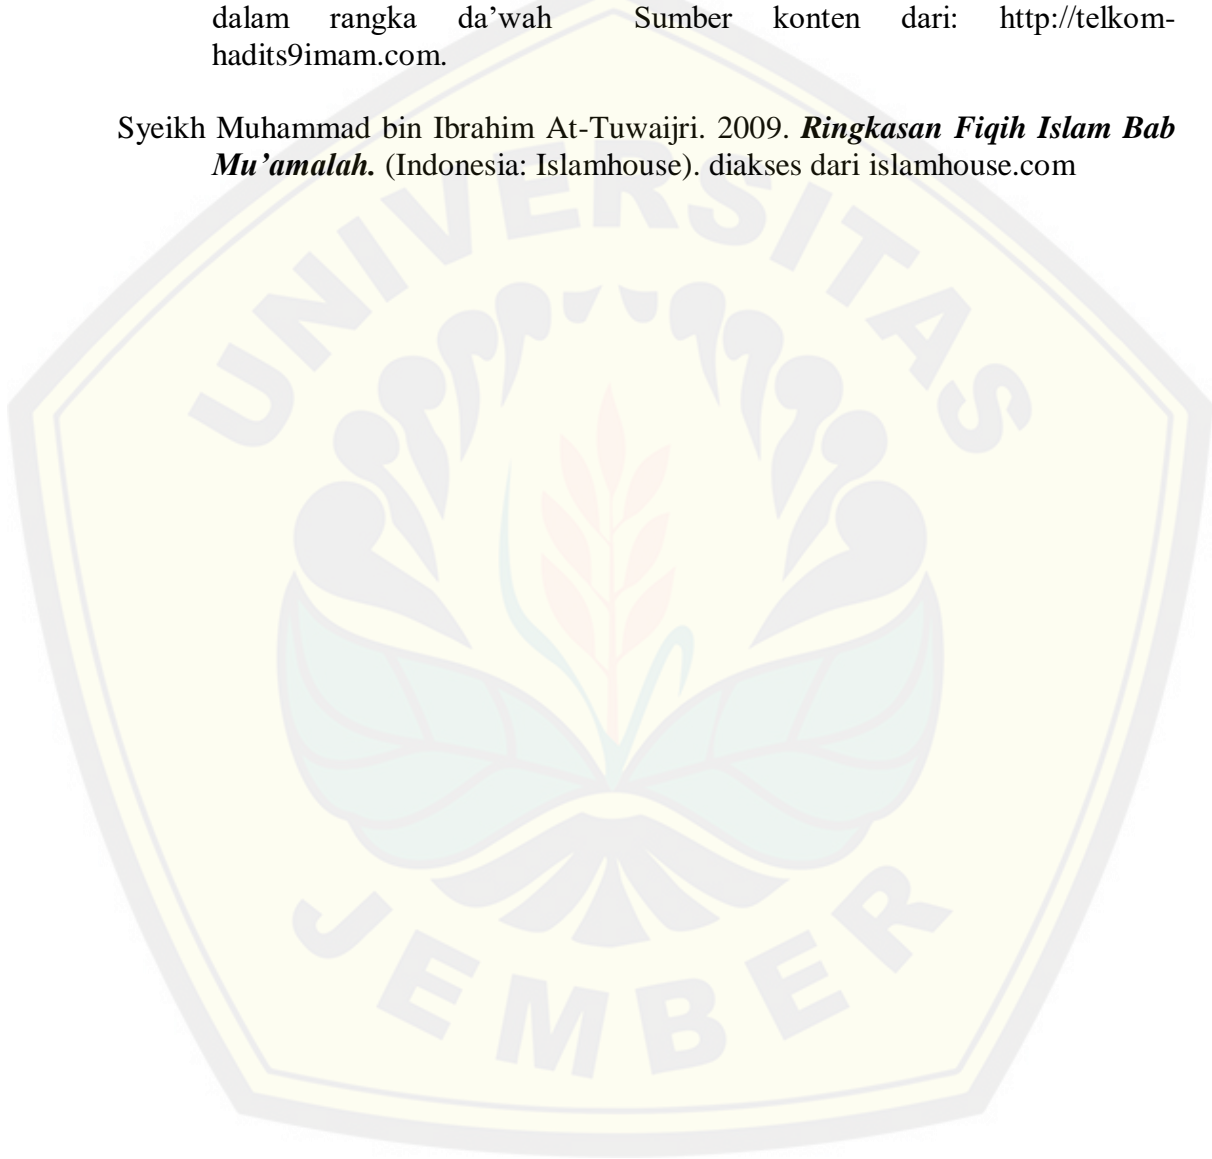 dalam rangka da’wah Sumber konten dari: http://telkom-
hadits9imam.com.
Syeikh Muhammad bin Ibrahim At-Tuwaijri. 2009. Ringkasan Fiqih Islam Bab
Mu’amalah. (Indonesia: Islamhouse). diakses dari islamhouse.com
UNIVERSITAS
JEMBER